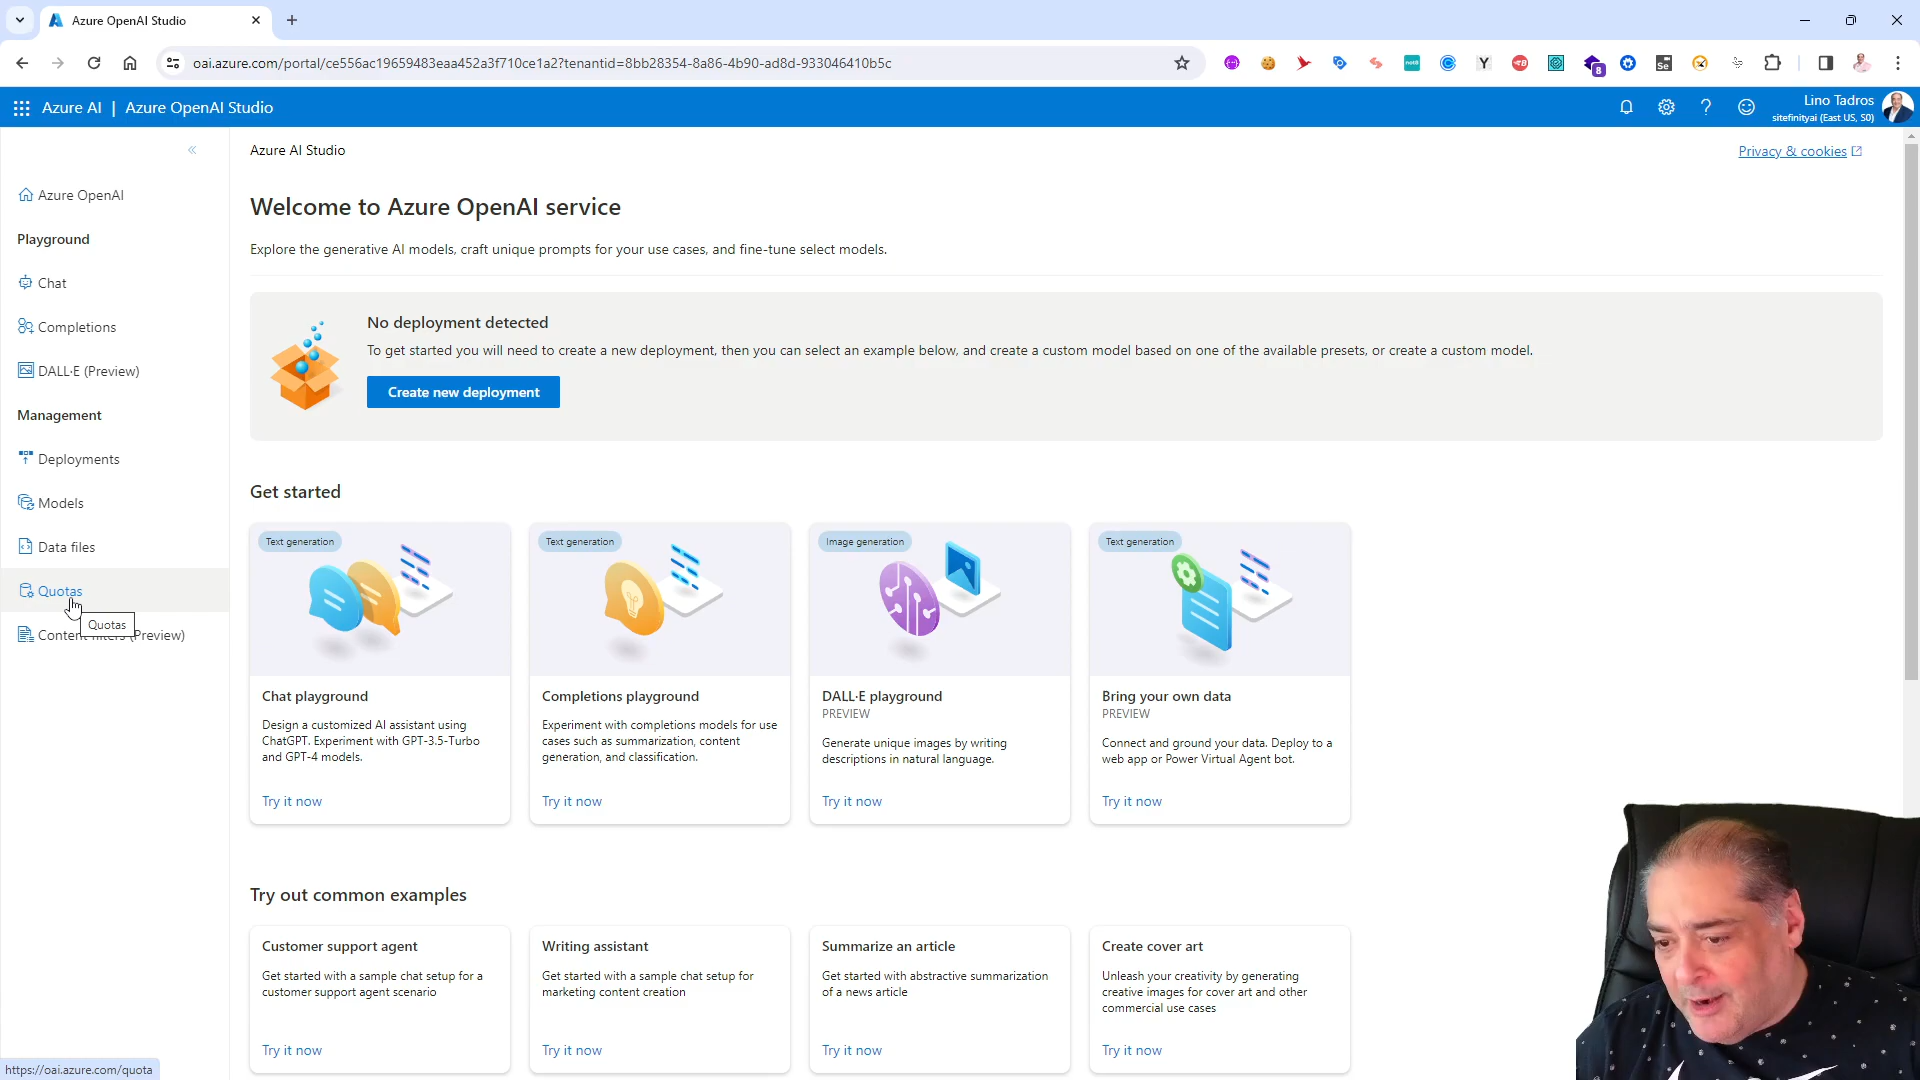 Azure OpenAI Studio
oai.azure.com/portal/ce556ac19659483eaa452a3f710ce1a2?tenantid=8bb28354-8a86-4b90-ad8d-933046410b5c
Azure AI | Azure OpenAI Studio
Lino Tadros
sitefinityai (East US, S0)
Azure AI Studio
Privacy & cookies
Azure OpenAI
Playground
Chat
Completions
DALL·E (Preview)
Management
Deployments
Models
Data files
Quotas
Quotas
Content filters (Preview)
Welcome to Azure OpenAI service
Explore the generative AI models, craft unique prompts for your use cases, and fine-tune select models.
No deployment detected
To get started you will need to create a new deployment, then you can select an example below, and create a custom model based on one of the available presets, or create a custom model.
Create new deployment
Get started
Text generation
Chat playground
Design a customized AI assistant using
ChatGPT. Experiment with GPT-3.5-Turbo
and GPT-4 models.
Try it now
Text generation
Completions playground
Experiment with completions models for use
cases such as summarization, content
generation, and classification.
Try it now
Image generation
DALL·E playground
PREVIEW
Generate unique images by writing
descriptions in natural language.
Try it now
Text generation
Bring your own data
PREVIEW
Connect and ground your data. Deploy to a
web app or Power Virtual Agent bot.
Try it now
Try out common examples
Customer support agent
Get started with a sample chat setup for a
customer support agent scenario
Try it now
Writing assistant
Get started with a sample chat setup for
marketing content creation
Try it now
Summarize an article
Get started with abstractive summarization
of a news article
Try it now
Create cover art
Unleash your creativity by generating
creative images for cover art and other
commercial use cases
Try it now
https://oai.azure.com/quota